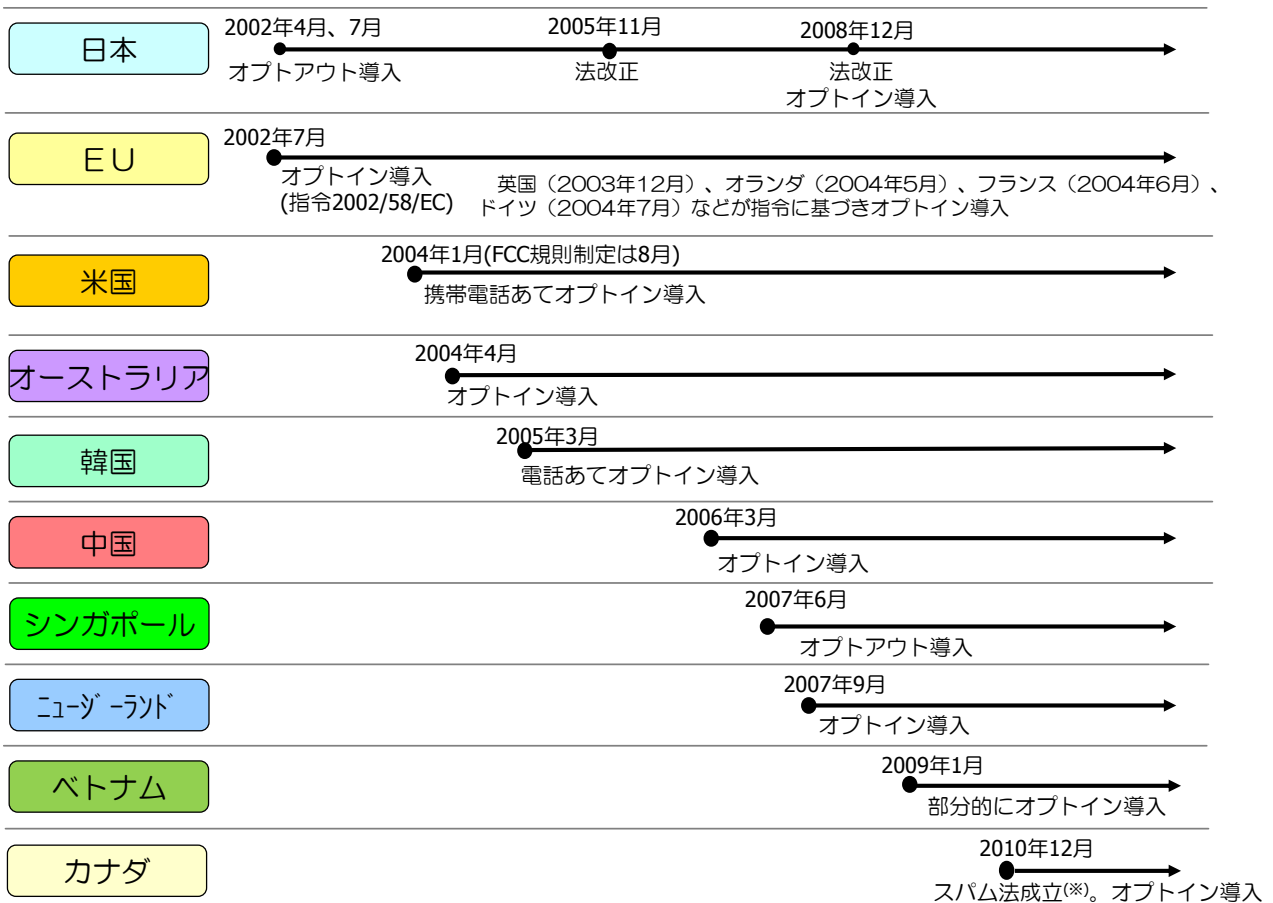 日本
2002年4月、7月
2005年11月
2008年12月
オプトアウト導入
法改正
法改正
オプトイン導入
EU
2002年7月
オプトイン導入
(指令2002/58/EC)
英国（2003年12月）、オランダ（2004年5月）、フランス（2004年6月）、
ドイツ（2004年7月）などが指令に基づきオプトイン導入
米国
2004年1月(FCC規則制定は8月)
携帯電話あてオプトイン導入
オーストラリア
2004年4月
オプトイン導入
韓国
2005年3月
電話あてオプトイン導入
中国
2006年3月
オプトイン導入
シンガポール
2007年6月
オプトアウト導入
ﾆｭｰｼﾞｰﾗﾝﾄﾞ
2007年9月
オプトイン導入
ベトナム
2009年1月
部分的にオプトイン導入
カナダ
2010年12月
スパム法成立(※)。オプトイン導入